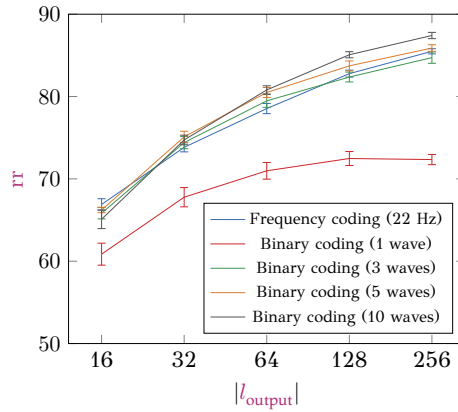 90
80
70
60
50
rr
Frequency coding (22 Hz)
Binary coding (1 wave)
Binary coding (3 waves)
Binary coding (5 waves)
Binary coding (10 waves)
16 32 64 128 256
|l_output|